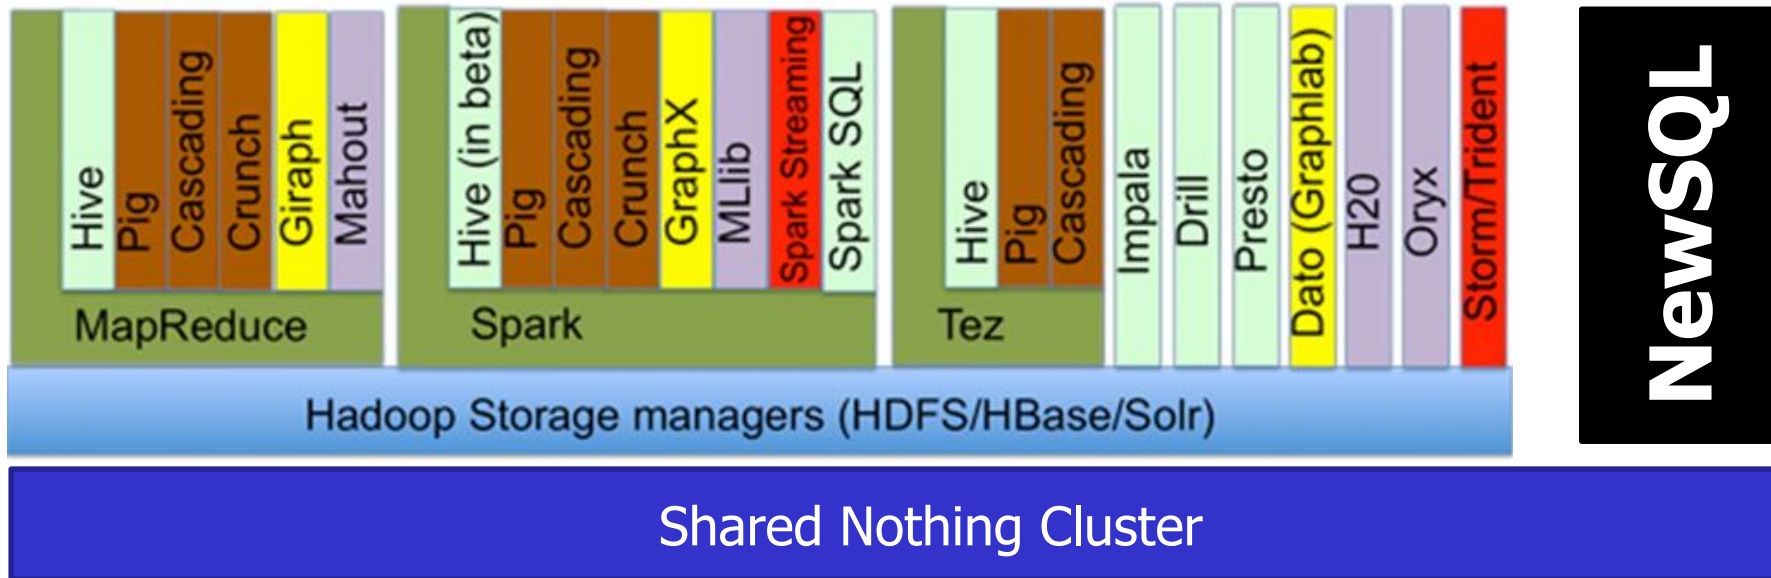 Hive
Pig
Cascading
Crunch
Giraph
Mahout
MapReduce
Hive (in beta)
Pig
Cascading
Crunch
GraphX
MLlib
Spark Streaming
Spark SQL
Spark
Hive
Pig
Cascading
Tez
Impala
Drill
Presto
Dato (Graphlab)
H20
Oryx
Storm/Trident
NewSQL
Hadoop Storage managers (HDFS/HBase/Solr)
Shared Nothing Cluster